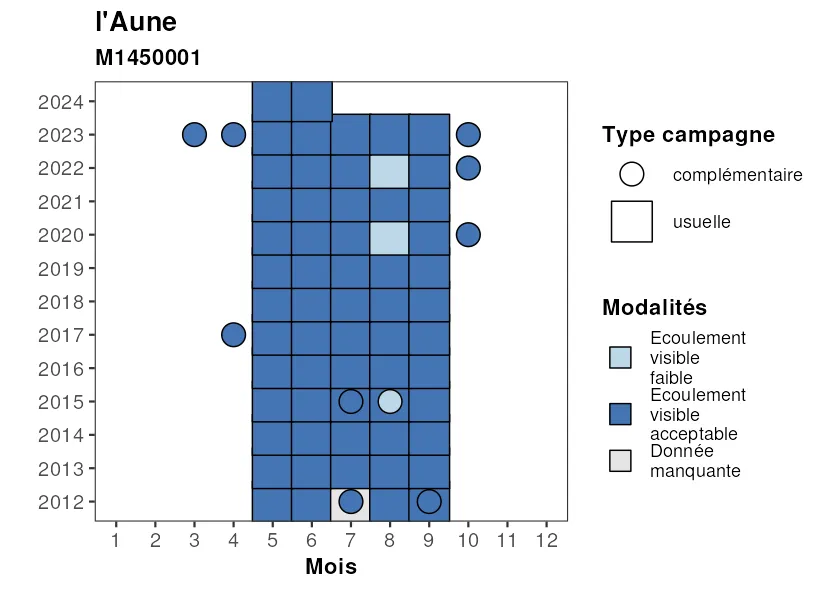 l'Aune
M1450001
2024
2023
2022
2021
2020
2019
2018
2017
2016
2015
2014
2013
2012
1 2 3 4 5 6 7 8 9 10 11 12
Mois
Type campagne
complémentaire
usuelle
Modalités
Ecoulement
visible
faible
Ecoulement
visible
acceptable
Donnée
manquante